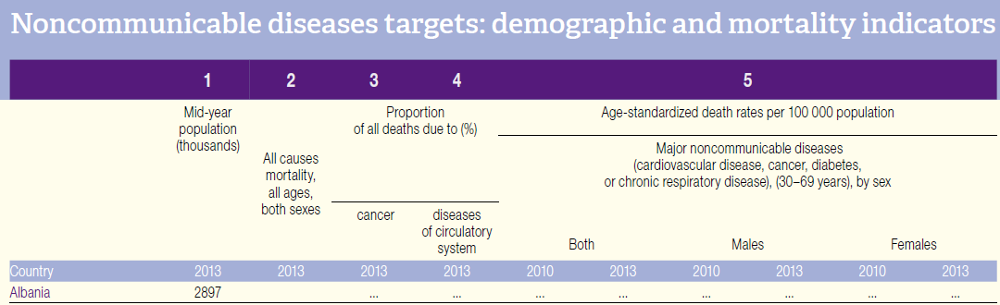 Noncommunicable diseases targets: demographic and mortality indicators
1 2 3 4 5
Mid-year
population
(thousands)
All causes
mortality,
all ages,
both sexes
Proportion
of all deaths due to (%)
cancer
diseases
of circulatory
system
Age-standardized death rates per 100 000 population
Major noncommunicable diseases
(cardiovascular disease, cancer, diabetes,
or chronic respiratory disease), (30–69 years), by sex
Both Males Females
Country 2013 2013 2013 2013 2010 2013 2010 2013 2010 2013
Albania 2897 ... ... ... ... ... ... ... ...